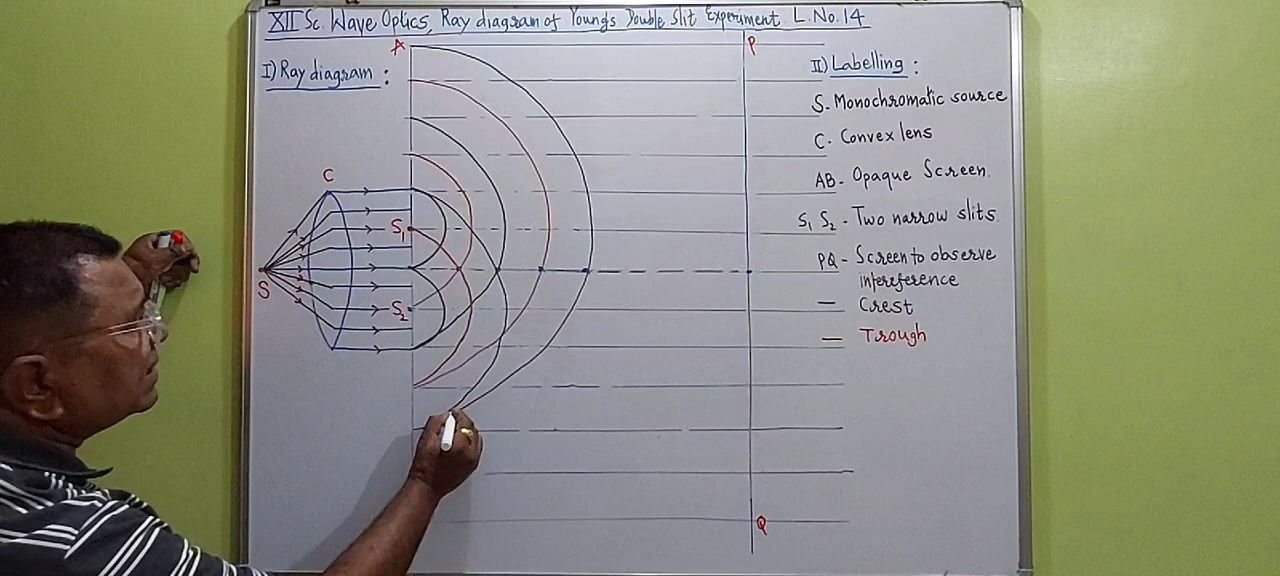 XII Sc. Wave Optics, Ray diagram of Young's Double Slit Experiment. L. No. 14
A
P
I) Ray diagram :
II) Labelling :
S. Monochromatic source
C. Convex lens
C
AB- Opaque Screen.
S1
S1 S2 - Two narrow slits.
S
PQ - Screen to observe
intereference
S2
— Crest
— Trough
Q